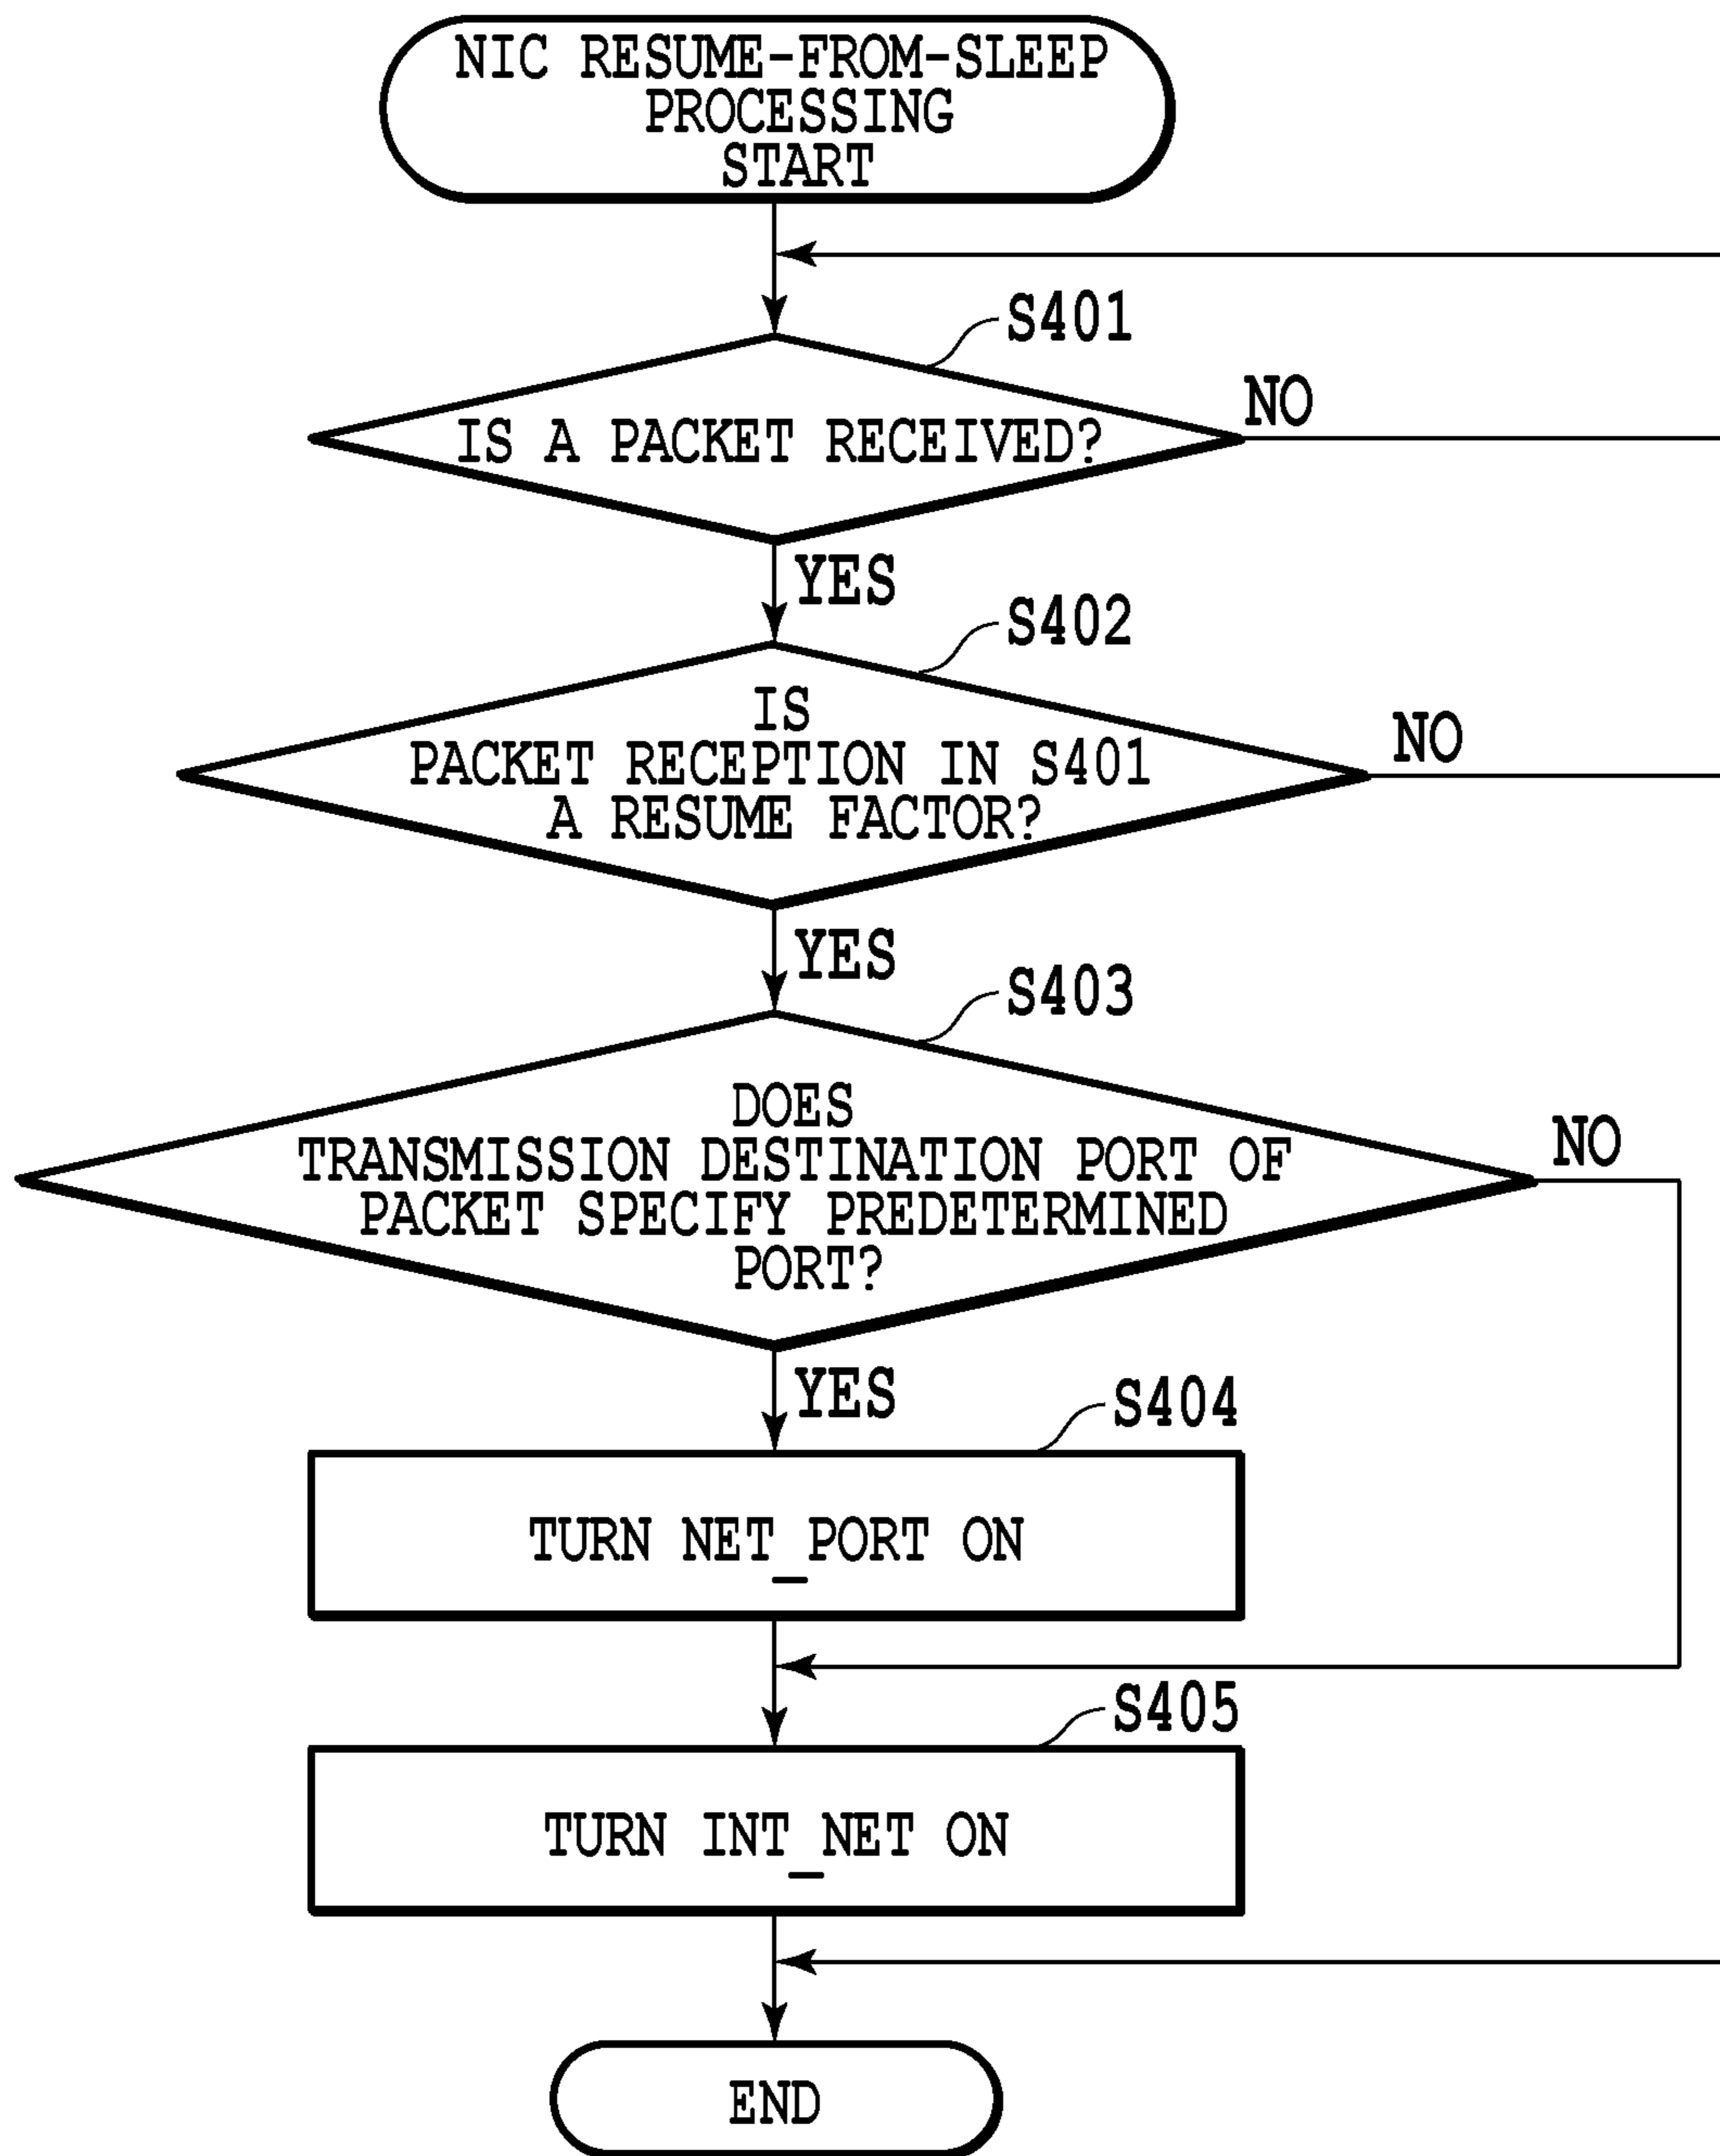 NIC RESUME-FROM-SLEEP
PROCESSING
START
S401
IS A PACKET RECEIVED?
NO
YES
S402
IS
PACKET RECEPTION IN S401
A RESUME FACTOR?
NO
YES
S403
DOES
TRANSMISSION DESTINATION PORT OF
PACKET SPECIFY PREDETERMINED
PORT?
NO
YES
S404
TURN NET_PORT ON
S405
TURN INT_NET ON
END